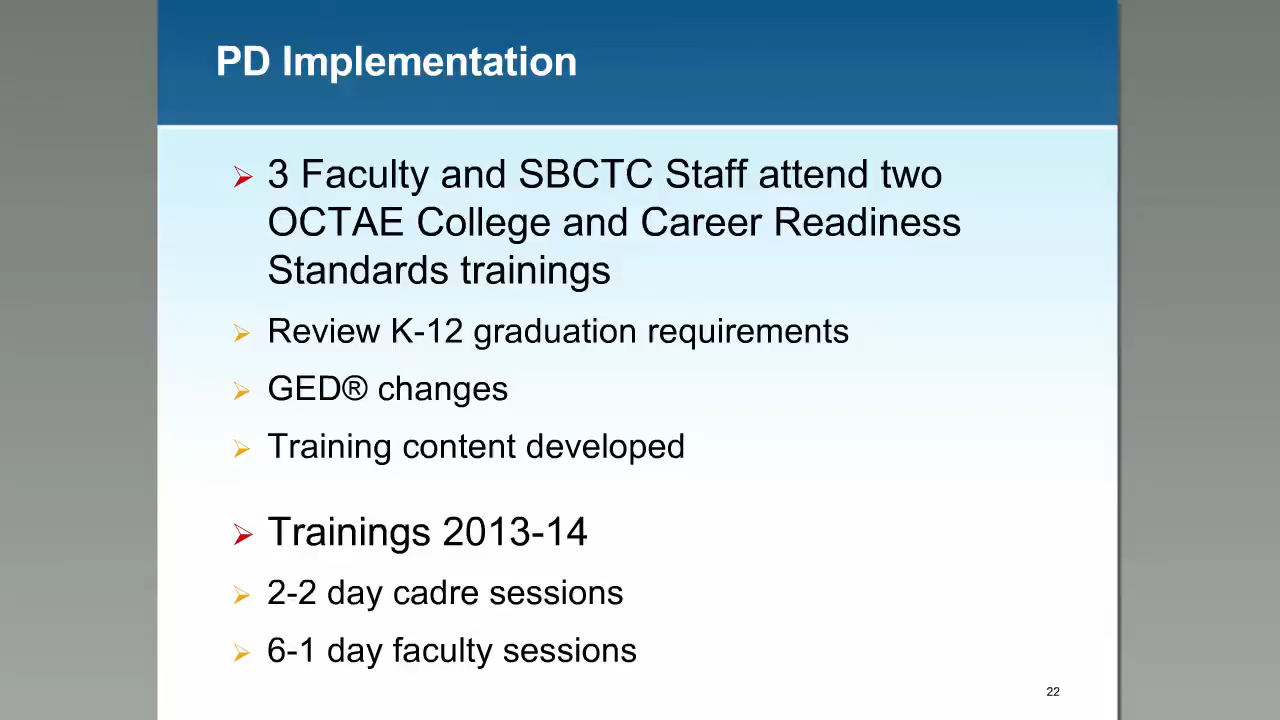 PD Implementation
3 Faculty and SBCTC Staff attend two
OCTAE College and Career Readiness
Standards trainings
Review K-12 graduation requirements
GED® changes
Training content developed
Trainings 2013-14
2-2 day cadre sessions
6-1 day faculty sessions
22